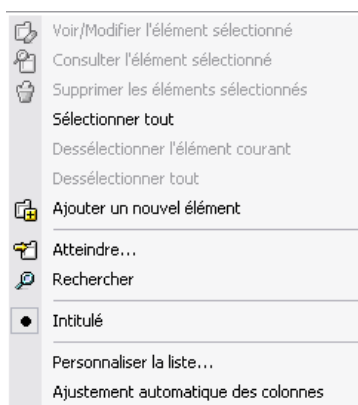 Voir/Modifier l'élément sélectionné
Consulter l'élément sélectionné
Supprimer les éléments sélectionnés
Sélectionner tout
Dessélectionner l'élément courant
Dessélectionner tout
Ajouter un nouvel élément
Atteindre...
Rechercher
Intitulé
Personnaliser la liste...
Ajustement automatique des colonnes